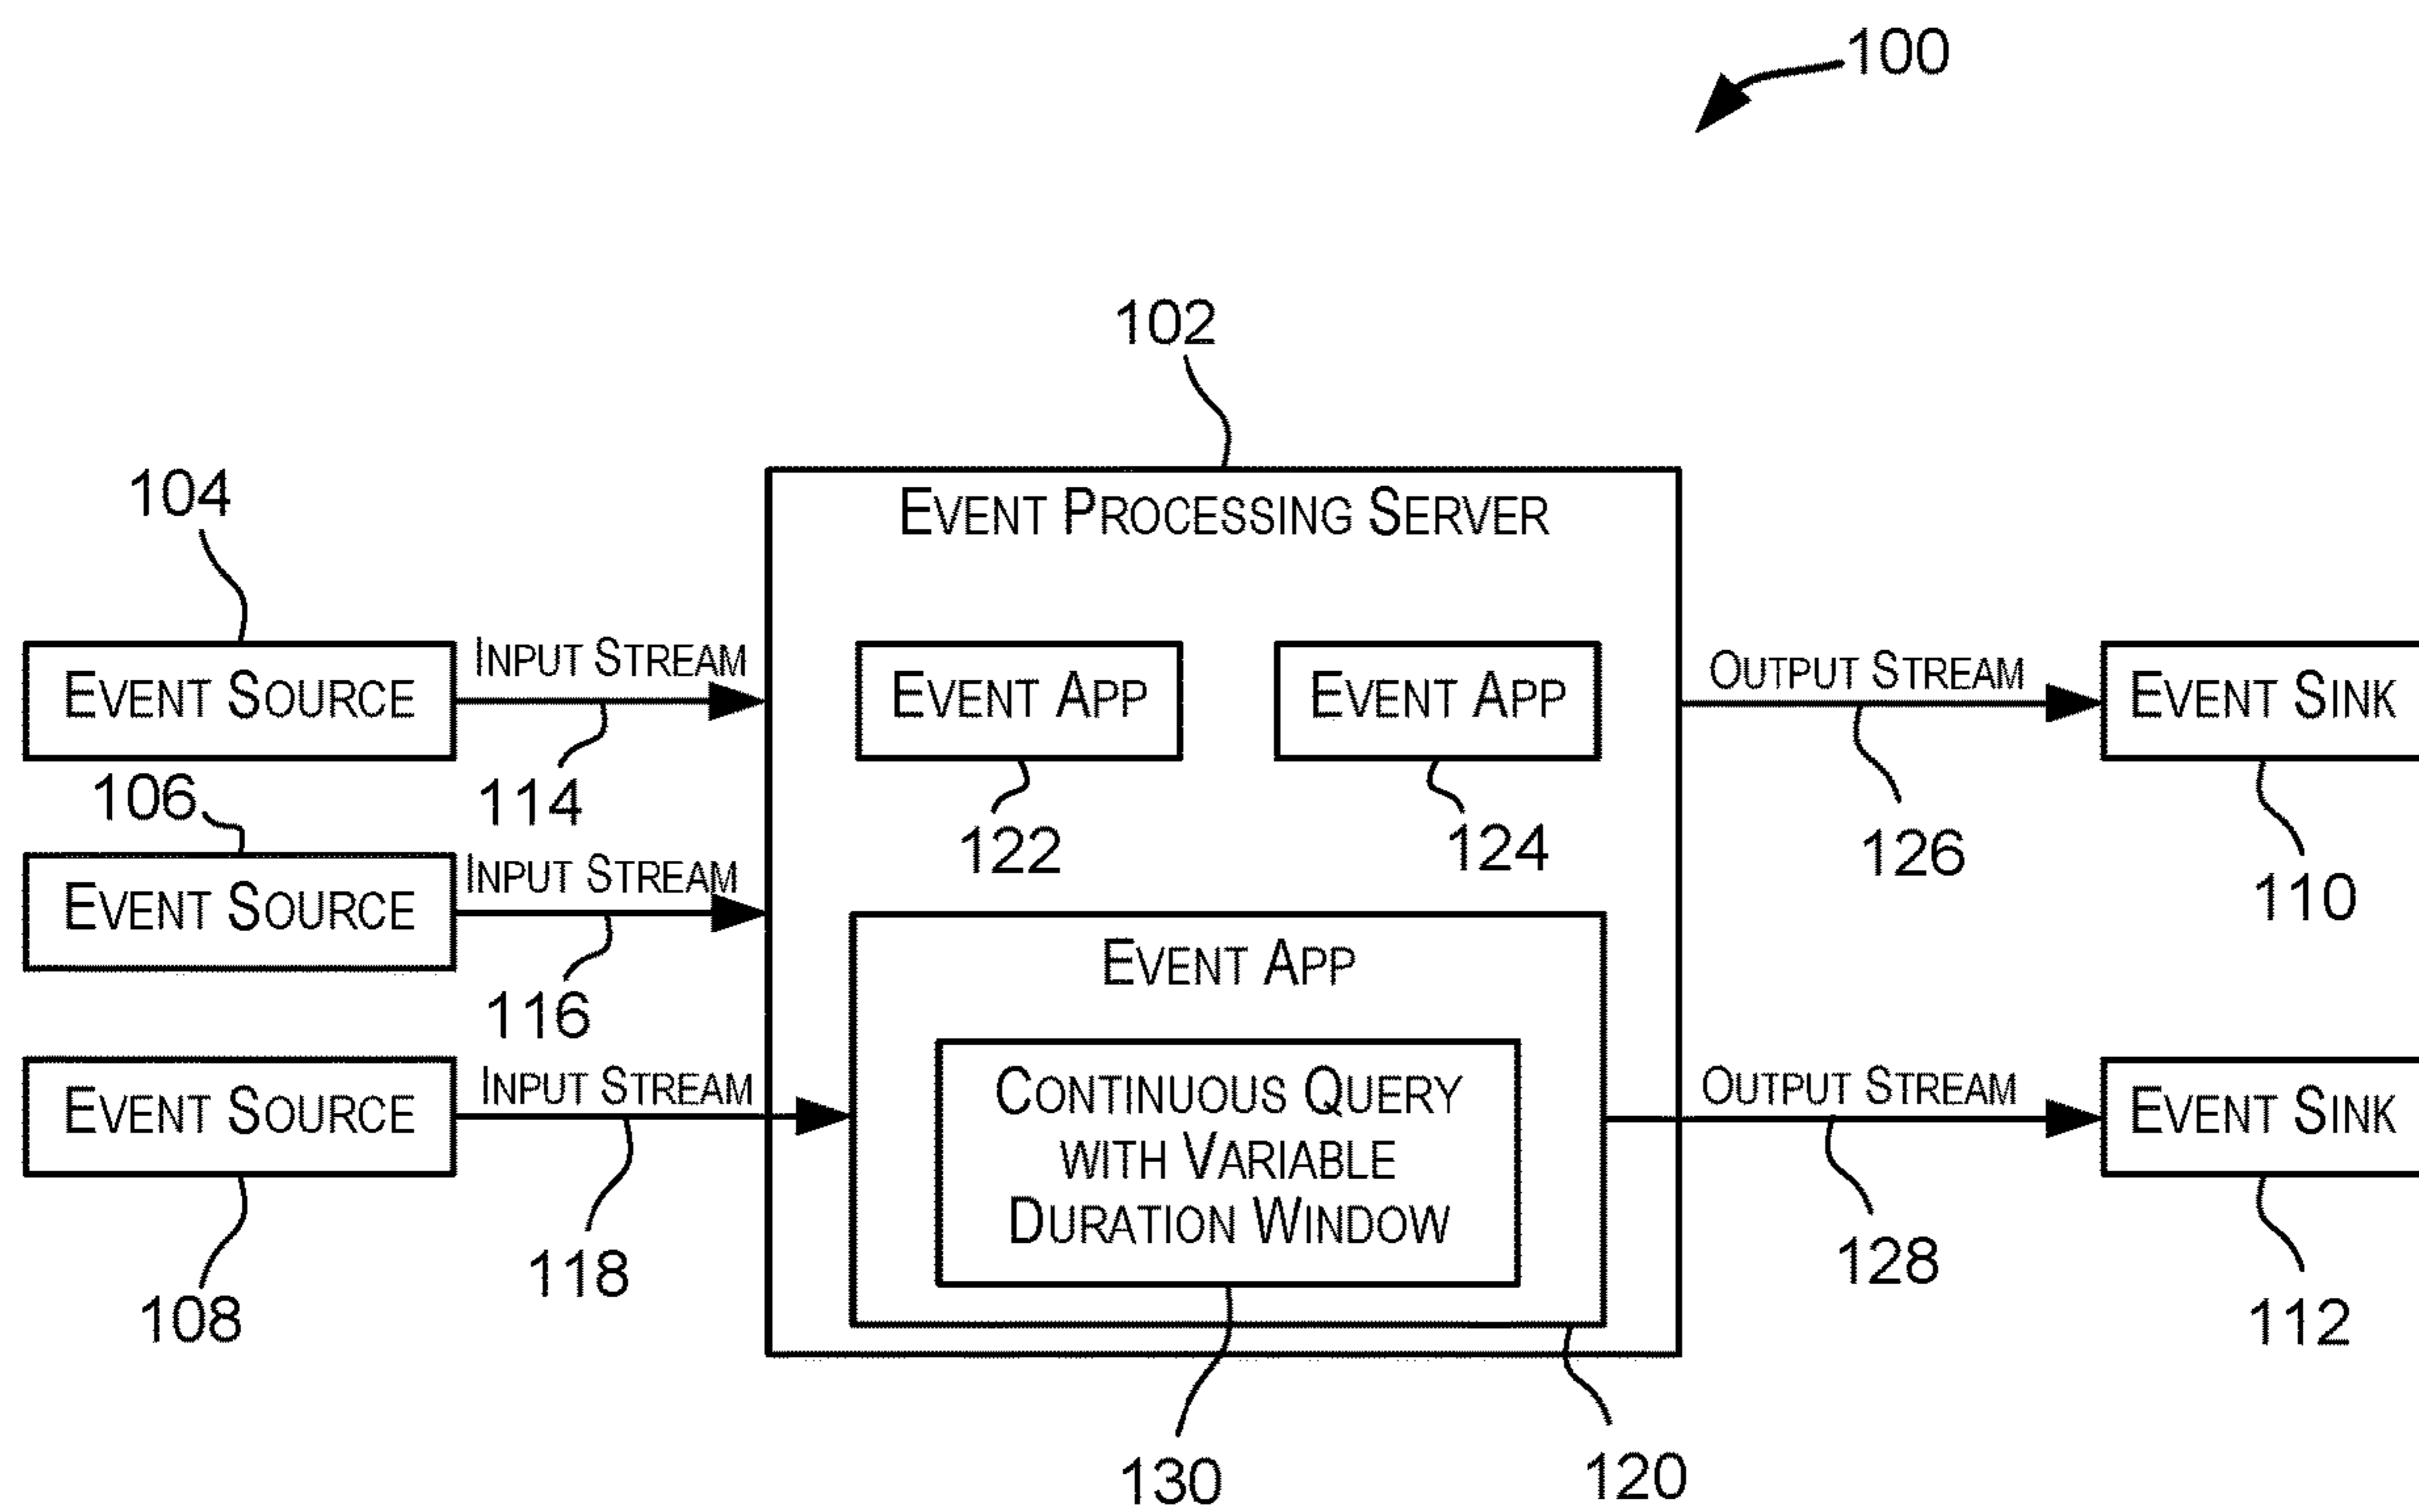 100
102
EVENT PROCESSING SERVER
104
EVENT SOURCE
INPUT STREAM
114
EVENT APP
122
EVENT APP
124
OUTPUT STREAM
126
EVENT SINK
110
106
EVENT SOURCE
INPUT STREAM
116
EVENT APP
CONTINUOUS QUERY
WITH VARIABLE
DURATION WINDOW
EVENT SOURCE
108
INPUT STREAM
118
OUTPUT STREAM
128
EVENT SINK
112
130
120